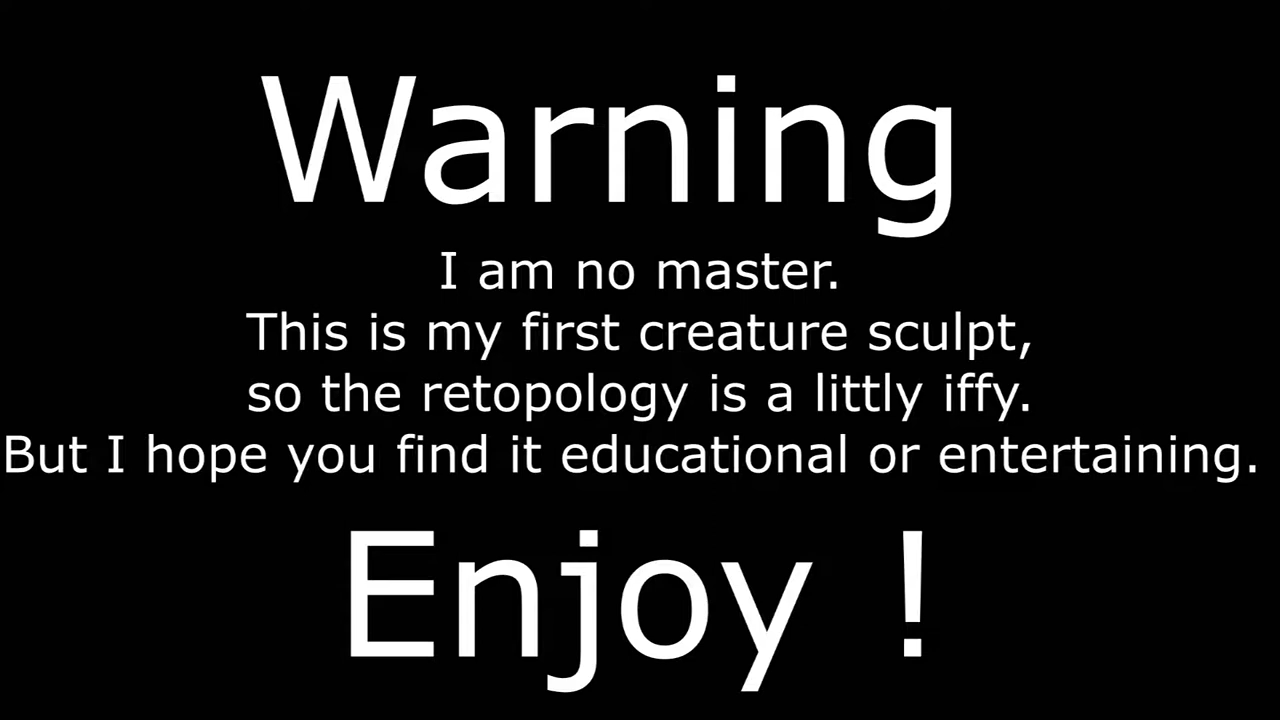 Warning
I am no master.
This is my first creature sculpt,
so the retopology is a littly iffy.
But I hope you find it educational or entertaining.
Enjoy !